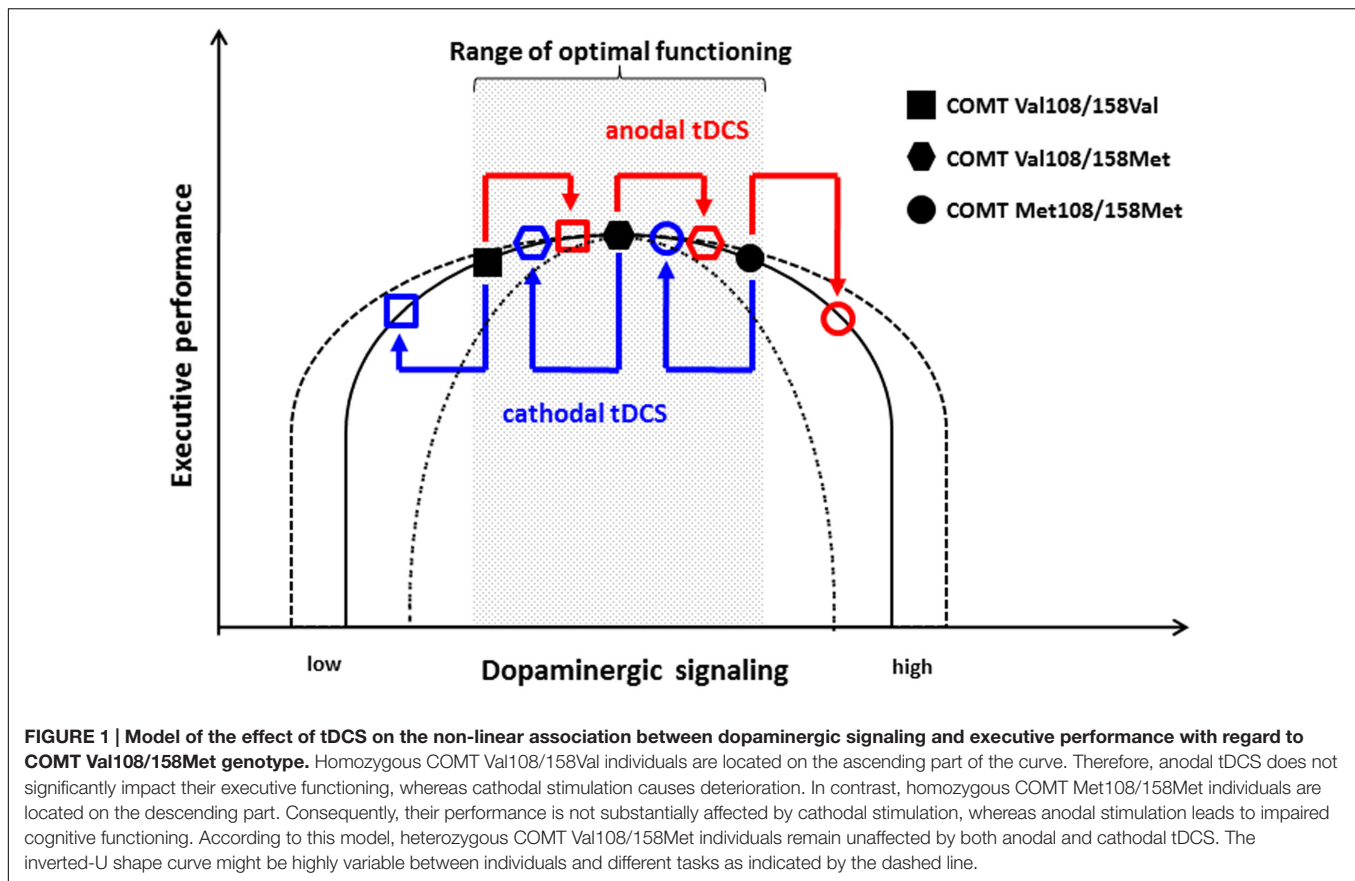 Range of optimal functioning
anodal tDCS
COMT Val108/158Val
COMT Val108/158Met
COMT Met108/158Met
Executive performance
cathodal tDCS
low
Dopaminergic signaling
high
FIGURE 1 | Model of the effect of tDCS on the non-linear association between dopaminergic signaling and executive performance with regard to
COMT Val108/158Met genotype. Homozygous COMT Val108/158Val individuals are located on the ascending part of the curve. Therefore, anodal tDCS does not
significantly impact their executive functioning, whereas cathodal stimulation causes deterioration. In contrast, homozygous COMT Met108/158Met individuals are
located on the descending part. Consequently, their performance is not substantially affected by cathodal stimulation, whereas anodal stimulation leads to impaired
cognitive functioning. According to this model, heterozygous COMT Val108/158Met individuals remain unaffected by both anodal and cathodal tDCS. The
inverted-U shape curve might be highly variable between individuals and different tasks as indicated by the dashed line.